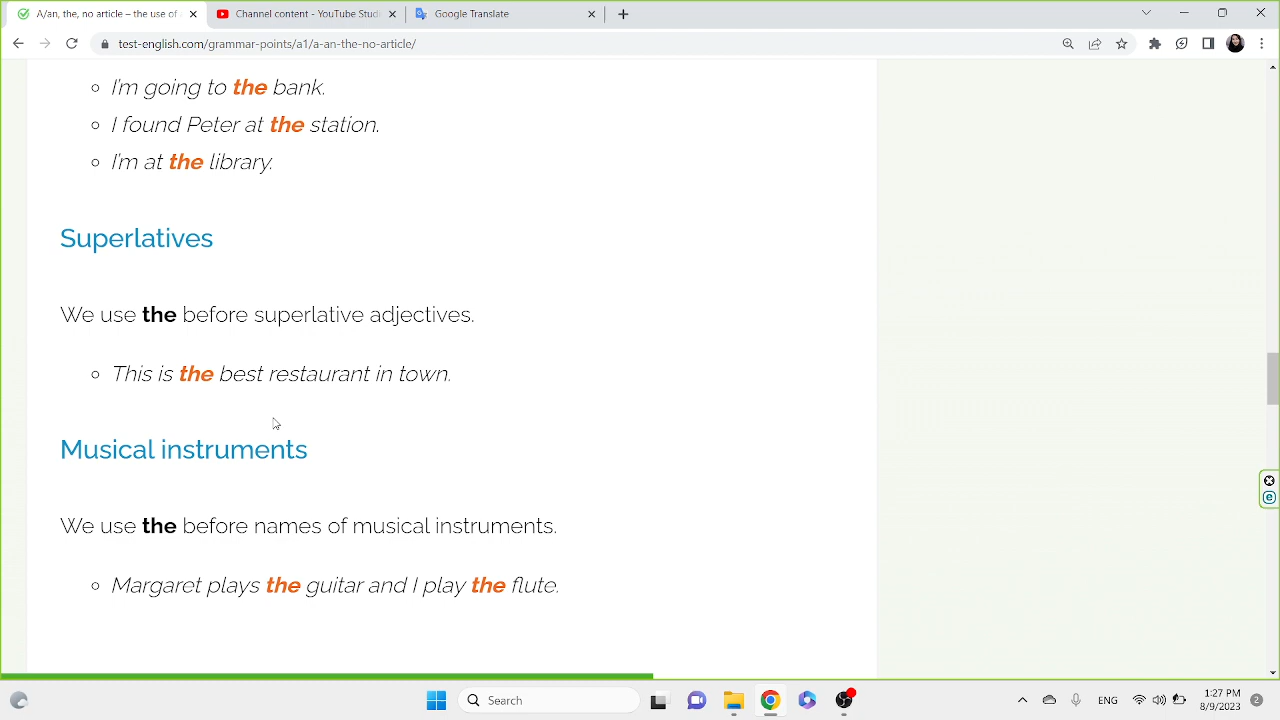 A/an, the, no article – the use of
Channel content - YouTube Studi
Google Translate
test-english.com/grammar-points/a1/a-an-the-no-article/
I'm going to the bank.
I found Peter at the station.
I'm at the library.
Superlatives
We use the before superlative adjectives.
This is the best restaurant in town.
Musical instruments
We use the before names of musical instruments.
Margaret plays the guitar and I play the flute.
Search
ENG
1:27 PM
8/9/2023
2